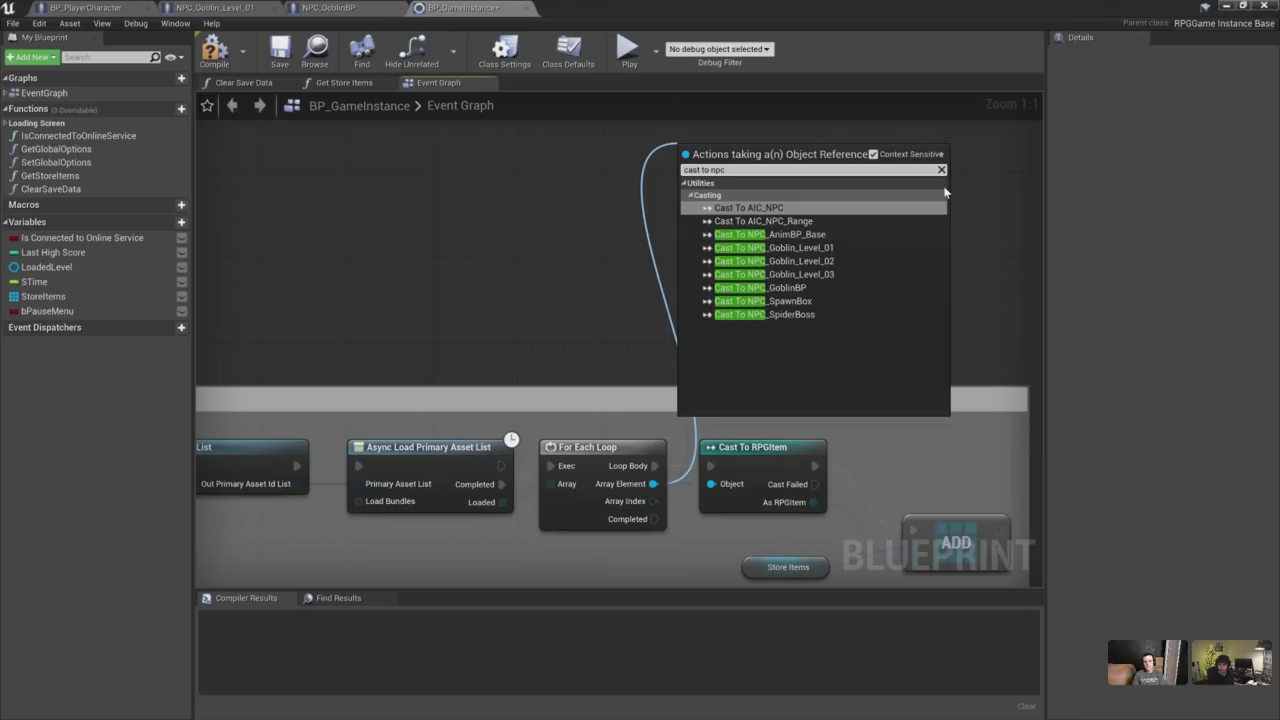 BP_PlayerCharacter
NPC_Goblin_Level_01
NPC_GoblinBP
BP_GameInstance*
File Edit Asset View Debug Window Help
Parent class: RPGGame Instance Base
My Blueprint
+ Add New
Search
Compile
Save
Browse
Find
Hide Unrelated
Class Settings
Class Defaults
Play
No debug object selected
Debug Filter
Details
Graphs
EventGraph
Functions (3 Overridable)
Loading Screen
IsConnectedToOnlineService
GetGlobalOptions
SetGlobalOptions
GetStoreItems
ClearSaveData
Macros
Variables
Is Connected to Online Service
Last High Score
LoadedLevel
STime
StoreItems
bPauseMenu
Event Dispatchers
Clear Save Data
Get Store Items
Event Graph
BP_GameInstance > Event Graph
Zoom 1:1
Actions taking a(n) Object Reference
Context Sensitive
cast to npc
Utilities
Casting
Cast To AIC_NPC
Cast To AIC_NPC_Range
Cast To NPC_AnimBP_Base
Cast To NPC_Goblin_Level_01
Cast To NPC_Goblin_Level_02
Cast To NPC_Goblin_Level_03
Cast To NPC_GoblinBP
Cast To NPC_SpawnBox
Cast To NPC_SpiderBoss
List
Out Primary Asset Id List
Async Load Primary Asset List
Primary Asset List
Completed
Load Bundles
Loaded
For Each Loop
Exec
Loop Body
Array
Array Element
Array Index
Completed
Cast To RPGItem
Object
Cast Failed
As RPGItem
Store Items
ADD
BLUEPRINT
Compiler Results
Find Results
Clear